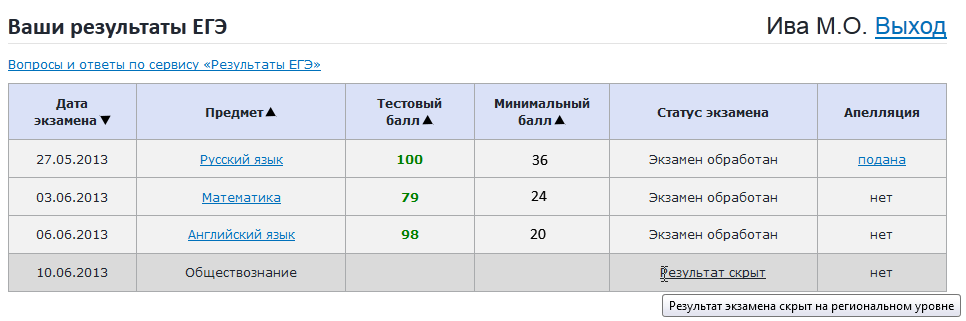 Ваши результаты ЕГЭ
Ива М.О. Выход
Вопросы и ответы по сервису «Результаты ЕГЭ»
Дата экзамена▼ Предмет▲ Тестовый балл▲ Минимальный балл▲ Статус экзамена Апелляция
27.05.2013 Русский язык 100 36 Экзамен обработан подана
03.06.2013 Математика 79 24 Экзамен обработан нет
06.06.2013 Английский язык 98 20 Экзамен обработан нет
10.06.2013 Обществознание Результат скрыт нет
Результат экзамена скрыт на региональном уровне